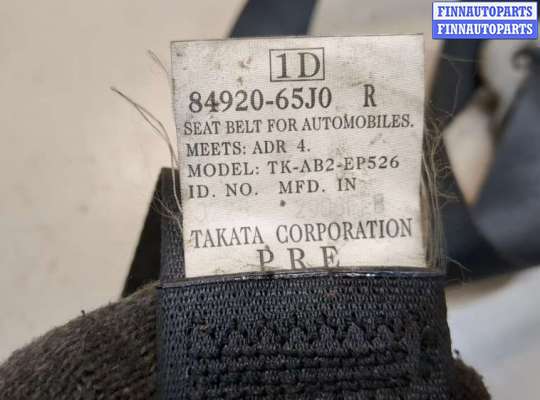 FINNAUTOPARTS
FINNAUTOPARTS
1D
84920-65J0 R
SEAT BELT FOR AUTOMOBILES.
MEETS: ADR 4.
MODEL: TK-AB2-EP526
ID. NO. MFD. IN
TAKATA CORPORATION
PRE